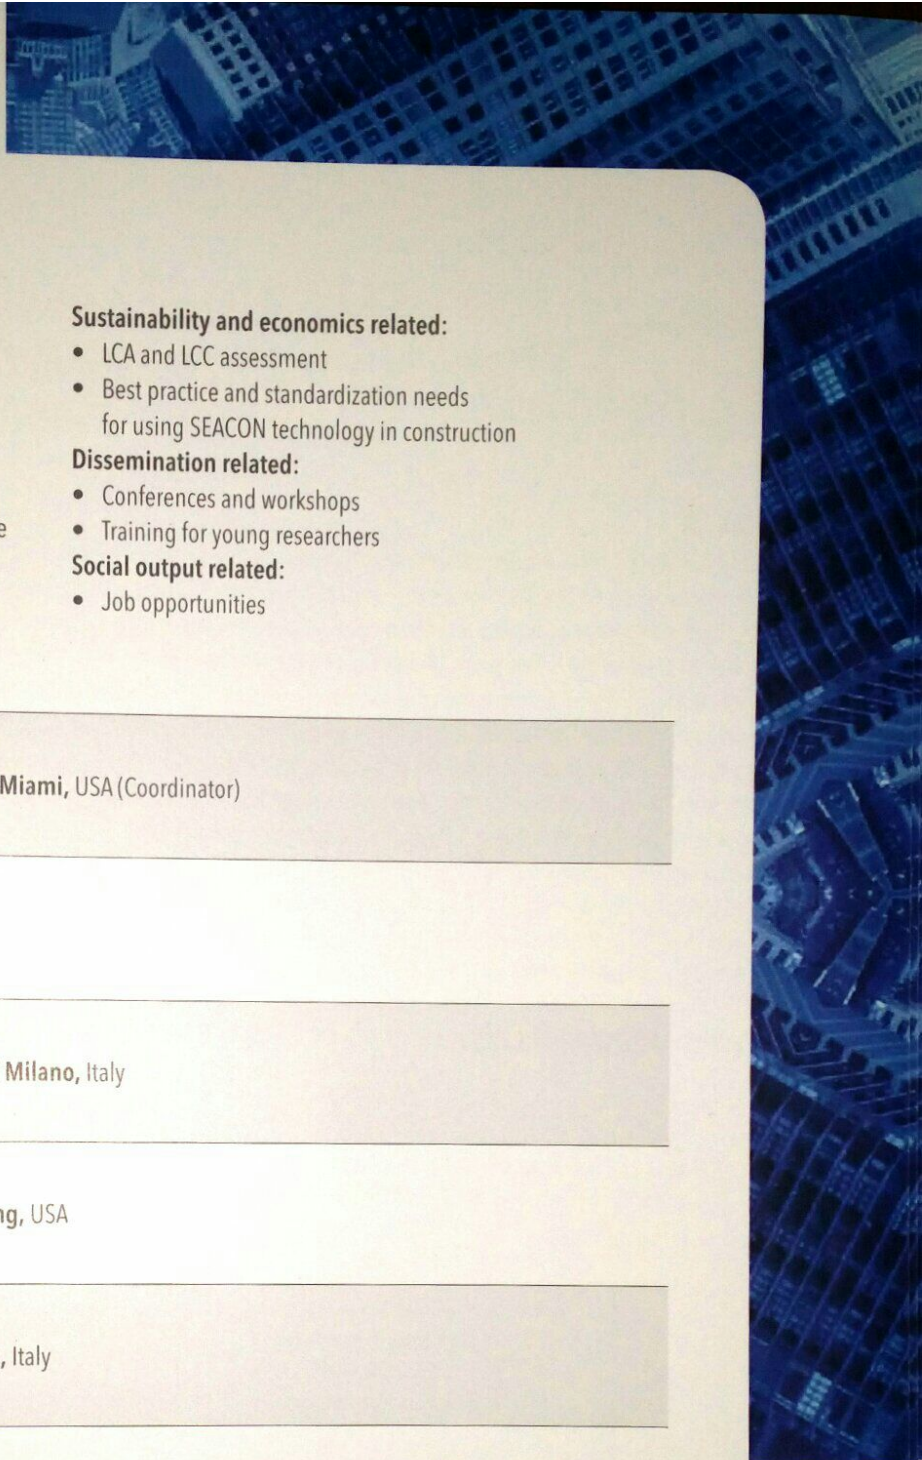 Sustainability and economics related:
• LCA and LCC assessment
• Best practice and standardization needs
for using SEACON technology in construction
Dissemination related:
• Conferences and workshops
• Training for young researchers
Social output related:
• Job opportunities
Miami, USA (Coordinator)
Milano, Italy
USA
, Italy